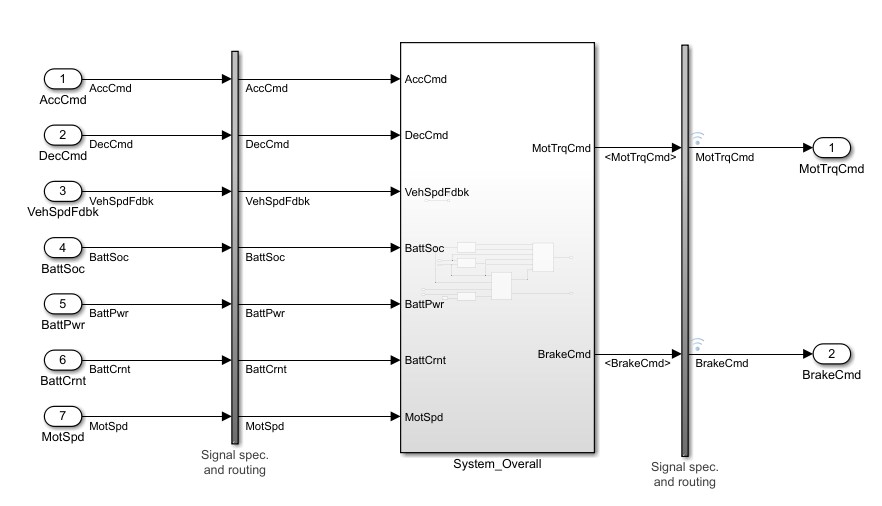 1
AccCmd
AccCmd
AccCmd
AccCmd
2
DecCmd
DecCmd
DecCmd
DecCmd
3
VehSpdFdbk
VehSpdFdbk
VehSpdFdbk
VehSpdFdbk
4
BattSoc
BattSoc
BattSoc
BattSoc
5
BattPwr
BattPwr
BattPwr
BattPwr
6
BattCrnt
BattCrnt
BattCrnt
BattCrnt
7
MotSpd
MotSpd
MotSpd
MotSpd
Signal spec.
and routing
System_Overall
MotTrqCmd
<MotTrqCmd>
MotTrqCmd
1
MotTrqCmd
BrakeCmd
<BrakeCmd>
BrakeCmd
2
BrakeCmd
Signal spec.
and routing